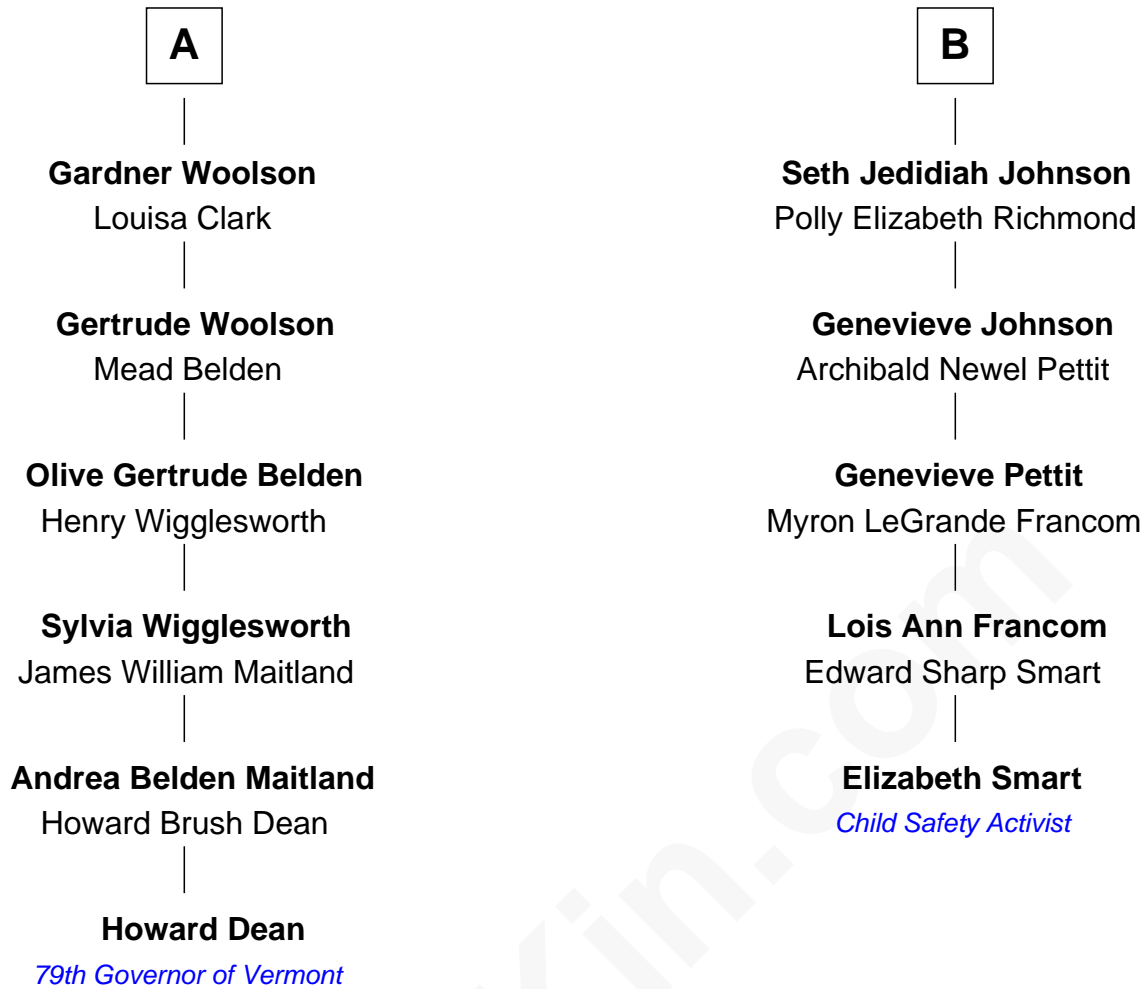 A
Gardner Woolson
Louisa Clark
Gertrude Woolson
Mead Belden
Olive Gertrude Belden
Henry Wigglesworth
Sylvia Wigglesworth
James William Maitland
Andrea Belden Maitland
Howard Brush Dean
Howard Dean
79th Governor of Vermont
B
Seth Jedidiah Johnson
Polly Elizabeth Richmond
Genevieve Johnson
Archibald Newel Pettit
Genevieve Pettit
Myron LeGrande Francom
Lois Ann Francom
Edward Sharp Smart
Elizabeth Smart
Child Safety Activist
Kin.com